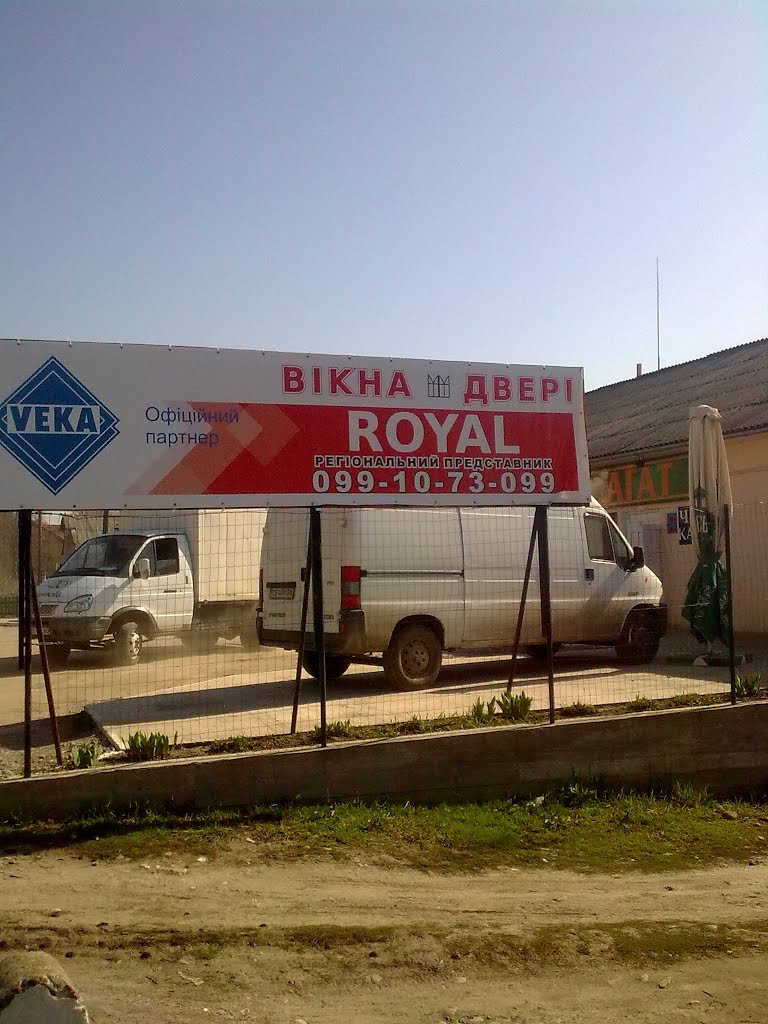 VEKA
Офіційний
партнер
ВІКНА ДВЕРІ
ROYAL
РЕГІОНАЛЬНИЙ ПРЕДСТАВНИК
099-10-73-099
АГАТ